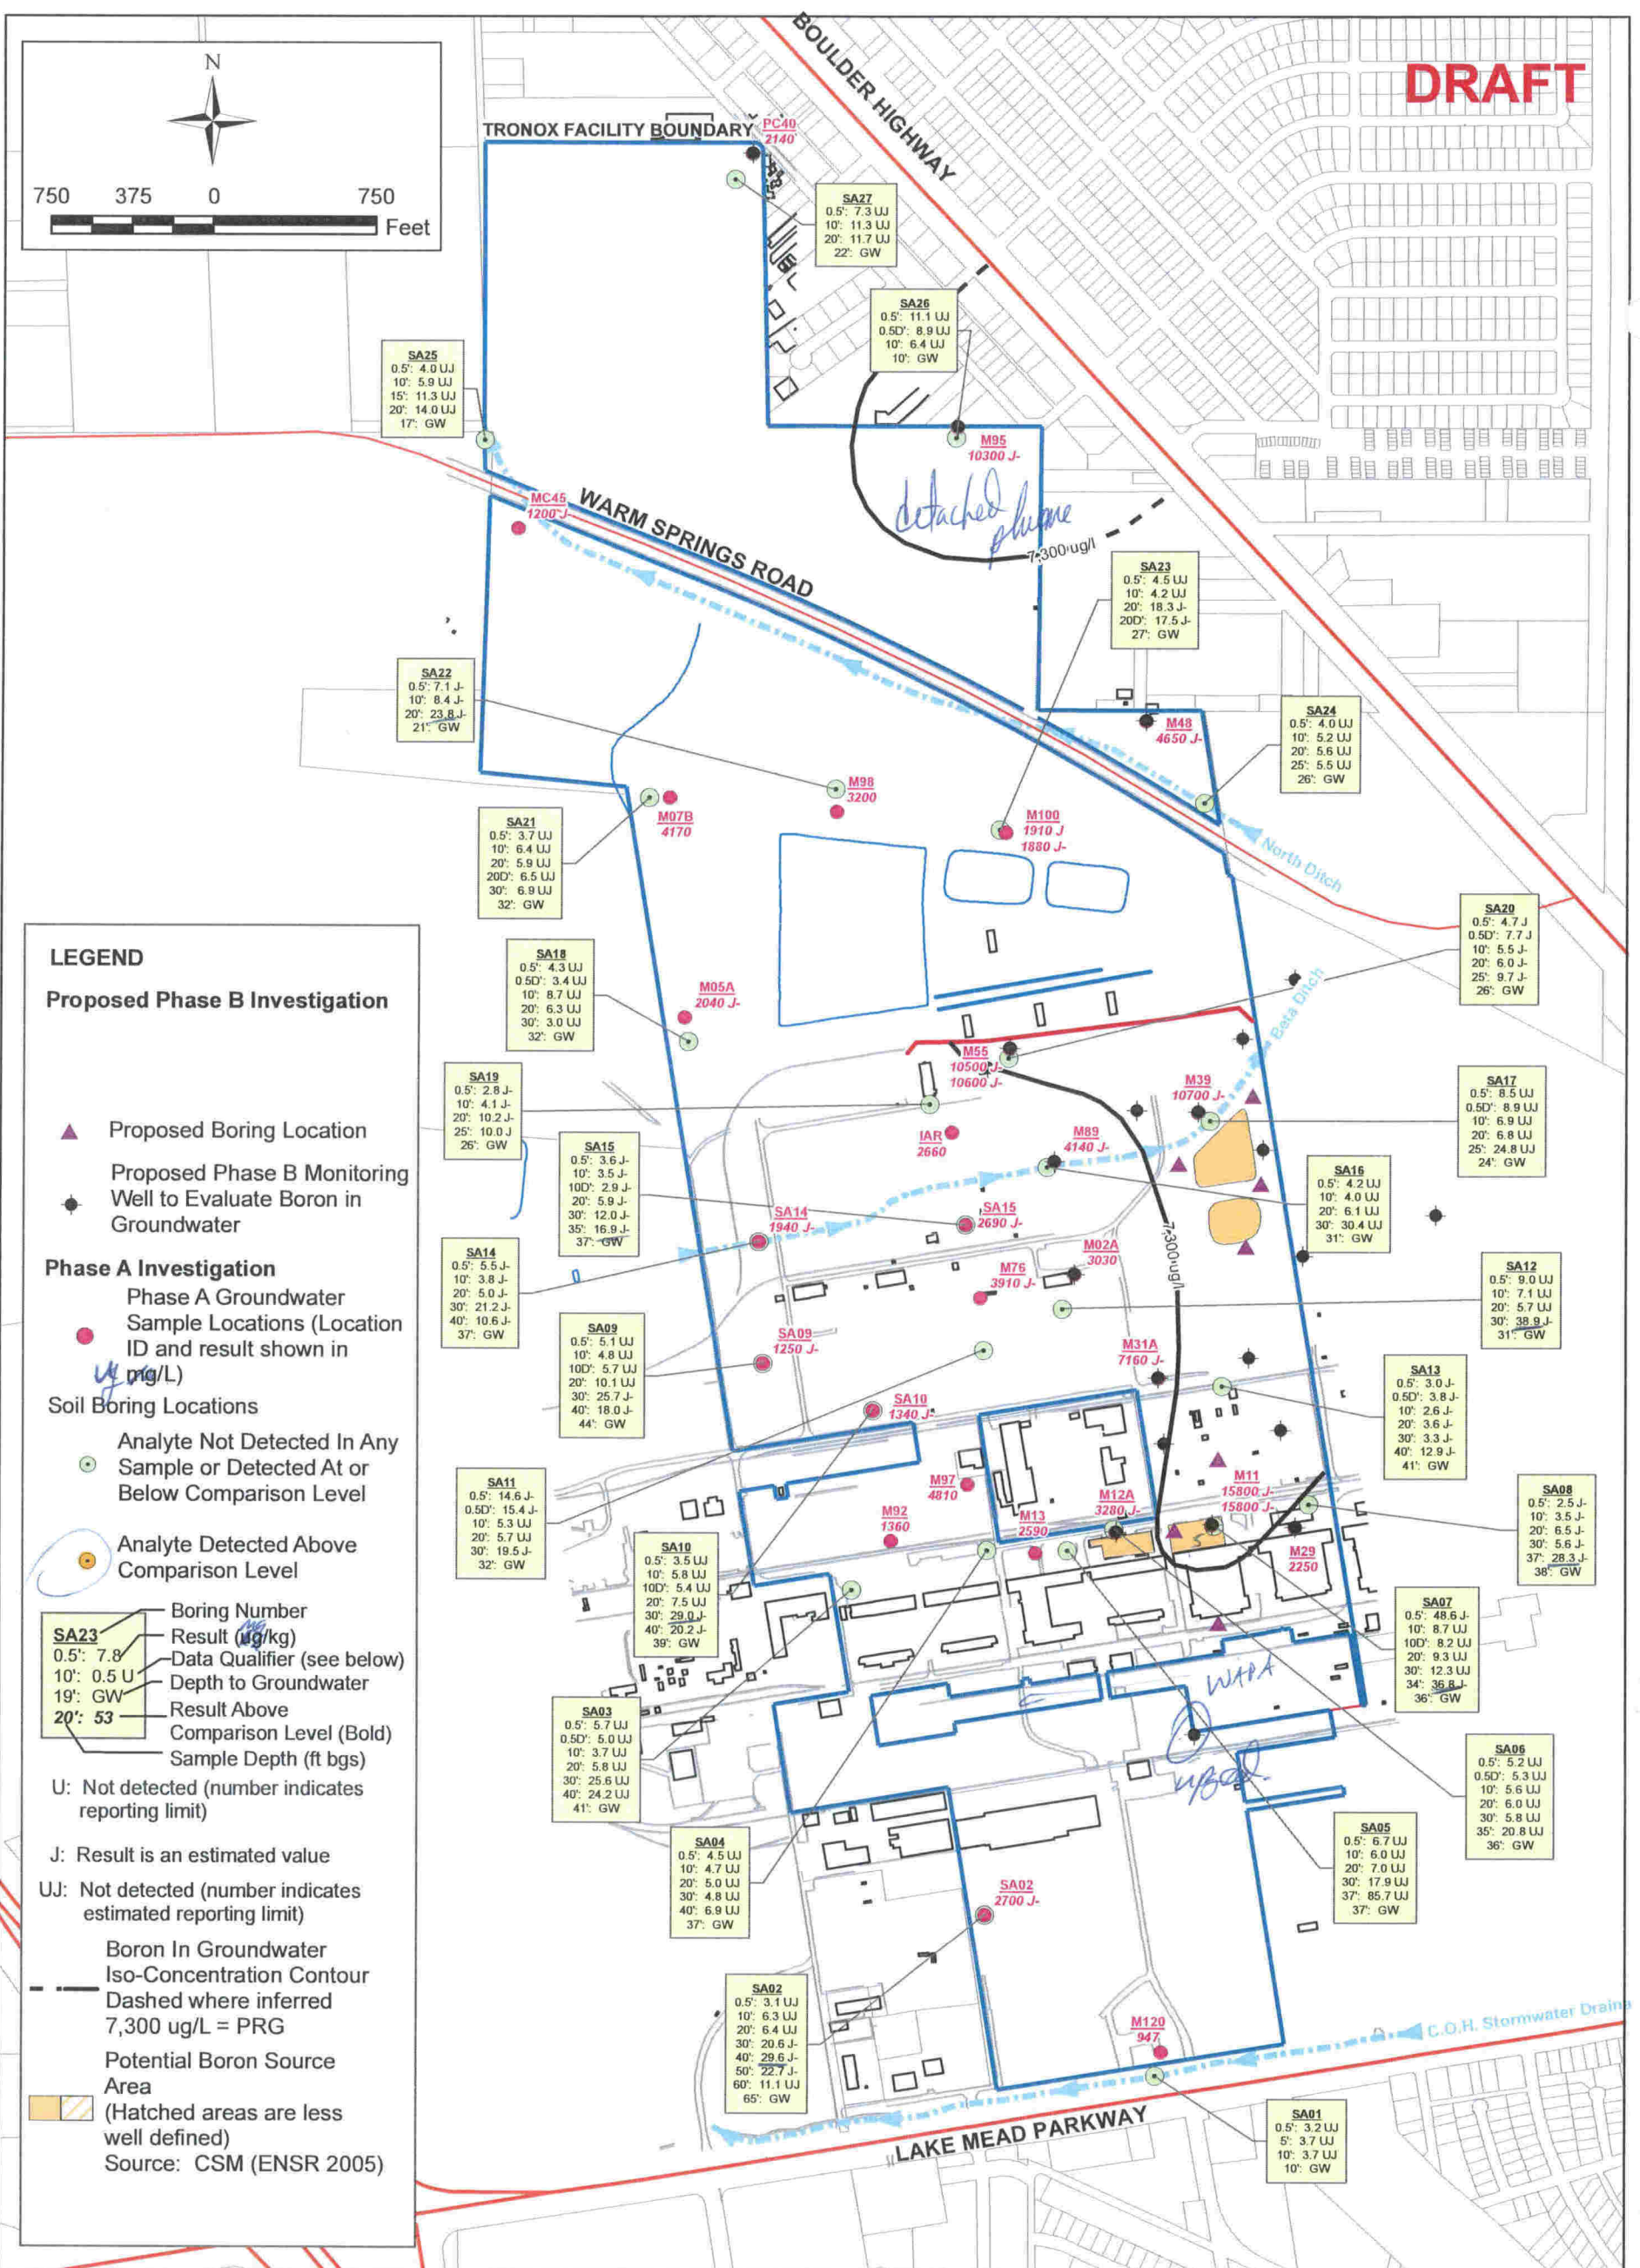 DRAFT
N
750 375 0 750
Feet
BOULDER HIGHWAY
TRONOX FACILITY BOUNDARY
PC40
2140
SA27
0.5': 7.3 UJ
10': 11.3 UJ
20': 11.7 UJ
22': GW
SA26
0.5': 11.1 UJ
0.5D': 8.9 UJ
10': 6.4 UJ
10': GW
SA25
0.5': 4.0 UJ
10': 5.9 UJ
15': 11.3 UJ
20': 14.0 UJ
17': GW
M95
10300 J-
detached
plume
7,300 ug/l
MC45
1200 J-
WARM SPRINGS ROAD
SA23
0.5': 4.5 UJ
10': 4.2 UJ
20': 18.3 J-
20D': 17.5 J-
27': GW
SA22
0.5': 7.1 J-
10': 8.4 J-
20': 23.8 J-
21': GW
SA24
0.5': 4.0 UJ
10': 5.2 UJ
20': 5.6 UJ
25': 5.5 UJ
26': GW
M48
4650 J-
M98
3200
M07B
4170
M100
1910 J
1880 J-
North Ditch
SA21
0.5': 3.7 UJ
10': 6.4 UJ
20': 5.9 UJ
20D': 6.5 UJ
30': 6.9 UJ
32': GW
SA20
0.5': 4.7 J
0.5D': 7.7 J
10': 5.5 J-
20': 6.0 J-
25': 9.7 J-
26': GW
SA18
0.5': 4.3 UJ
0.5D': 3.4 UJ
10': 8.7 UJ
20': 6.3 UJ
30': 3.0 UJ
32': GW
M05A
2040 J-
Beta Ditch
M55
10500 J-
10600 J-
SA19
0.5': 2.8 J-
10': 4.1 J-
20': 10.2 J-
25': 10.0 J
26': GW
M39
10700 J-
SA17
0.5': 8.5 UJ
0.5D': 8.9 UJ
10': 6.9 UJ
20': 6.8 UJ
25': 24.8 UJ
24': GW
IAR
2660
M89
4140 J-
SA15
0.5': 3.6 J-
10': 3.5 J-
10D': 2.9 J-
20': 5.9 J-
30': 12.0 J-
35': 16.9 J-
37': GW
SA16
0.5': 4.2 UJ
10': 4.0 UJ
20': 6.1 UJ
30': 30.4 UJ
31': GW
SA14
1940 J-
SA15
2690 J-
M02A
3030
7,300 ug/l
SA14
0.5': 5.5 J-
10': 3.8 J-
20': 5.0 J-
30': 21.2 J-
40': 10.6 J-
37': GW
M76
3910 J-
SA12
0.5': 9.0 UJ
10': 7.1 UJ
20': 5.7 UJ
30': 38.9 J-
31': GW
SA09
0.5': 5.1 UJ
10': 4.8 UJ
10D': 5.7 UJ
20': 10.1 UJ
30': 25.7 J-
40': 18.0 J-
44': GW
SA09
1250 J-
M31A
7160 J-
SA13
0.5': 3.0 J-
0.5D': 3.8 J-
10': 2.6 J-
20': 3.6 J-
30': 3.3 J-
40': 12.9 J-
41': GW
SA10
1340 J-
SA11
0.5': 14.6 J-
0.5D': 15.4 J-
10': 5.3 UJ
20': 5.7 UJ
30': 19.5 J-
32': GW
M97
4810
M92
1360
M13
2590
M12A
3280 J-
M11
15800 J-
15800 J-
M29
2250
SA08
0.5': 2.5 J-
10': 3.5 J-
20': 6.5 J-
30': 5.6 J-
37': 28.3 J-
38': GW
SA10
0.5': 3.5 UJ
10': 5.8 UJ
10D': 5.4 UJ
20': 7.5 UJ
30': 29.0 J-
40': 20.2 J-
39': GW
SA07
0.5': 48.6 J-
10': 8.7 UJ
10D': 8.2 UJ
20': 9.3 UJ
30': 12.3 UJ
34': 36.8 J-
36': GW
WAPA
upgrad.
SA03
0.5': 5.7 UJ
0.5D': 5.0 UJ
10': 3.7 UJ
20': 5.8 UJ
30': 25.6 UJ
40': 24.2 UJ
41': GW
SA06
0.5': 5.2 UJ
0.5D': 5.3 UJ
10': 5.6 UJ
20': 6.0 UJ
30': 5.8 UJ
35': 20.8 UJ
36': GW
SA04
0.5': 4.5 UJ
10': 4.7 UJ
20': 5.0 UJ
30': 4.8 UJ
40': 6.9 UJ
37': GW
SA05
0.5': 6.7 UJ
10': 6.0 UJ
20': 7.0 UJ
30': 17.9 UJ
37': 85.7 UJ
37': GW
SA02
2700 J-
SA02
0.5': 3.1 UJ
10': 6.3 UJ
20': 6.4 UJ
30': 20.6 J-
40': 29.6 J-
50': 22.7 J-
60': 11.1 UJ
65': GW
M120
947
C.O.H. Stormwater Drain
LAKE MEAD PARKWAY
SA01
0.5': 3.2 UJ
5': 3.7 UJ
10': 3.7 UJ
10': GW
LEGEND
Proposed Phase B Investigation
Proposed Boring Location
Proposed Phase B Monitoring
Well to Evaluate Boron in
Groundwater
Phase A Investigation
Phase A Groundwater
Sample Locations (Location
ID and result shown in
ug mg/L)
Soil Boring Locations
Analyte Not Detected In Any
Sample or Detected At or
Below Comparison Level
Analyte Detected Above
Comparison Level
SA23
0.5': 7.8
10': 0.5 U
19': GW
20': 53
Boring Number
Result (mg/kg)
Data Qualifier (see below)
Depth to Groundwater
Result Above
Comparison Level (Bold)
Sample Depth (ft bgs)
U: Not detected (number indicates
reporting limit)
J: Result is an estimated value
UJ: Not detected (number indicates
estimated reporting limit)
Boron In Groundwater
Iso-Concentration Contour
Dashed where inferred
7,300 ug/L = PRG
Potential Boron Source
Area
(Hatched areas are less
well defined)
Source: CSM (ENSR 2005)